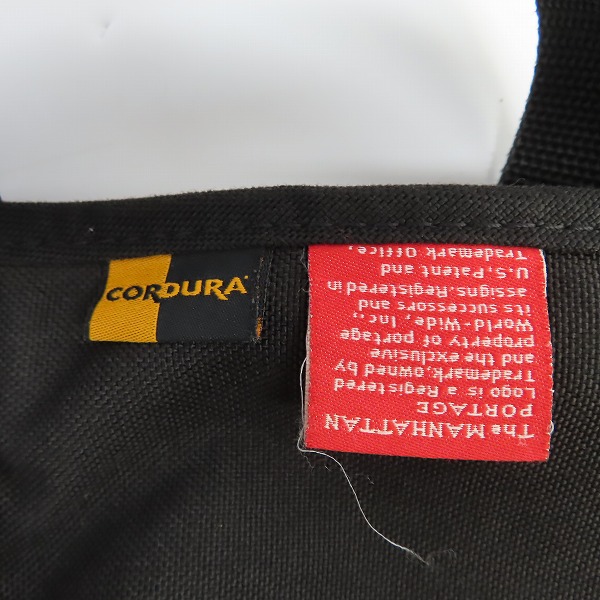 CORDURA®
The MANHATTAN
PORTAGE
Logo is a Registered
Trademark,owned by
and the exclusive
property of portage
World-Wide, Inc.,
its successors and
assigns.Registered in
U.S.Patent and
Trademark Office.